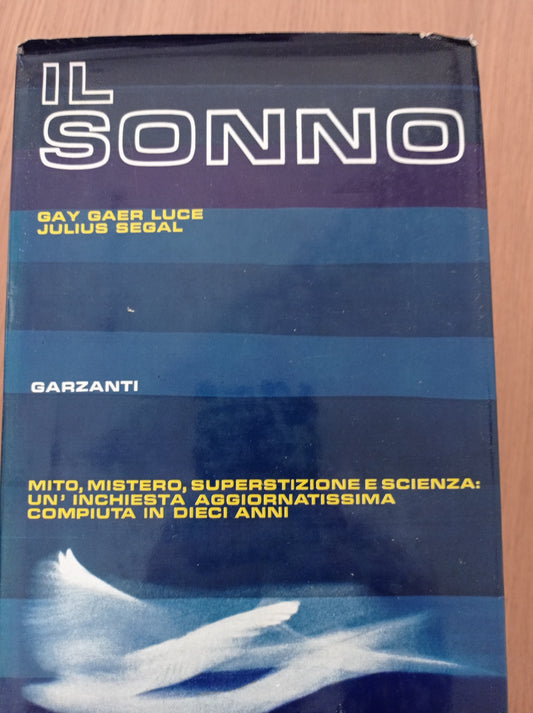 IL
SONNO
GAY GAER LUCE
JULIUS SEGAL
GARZANTI
MITO, MISTERO, SUPERSTIZIONE E SCIENZA:
UN' INCHIESTA AGGIORNATISSIMA
COMPIUTA IN DIECI ANNI